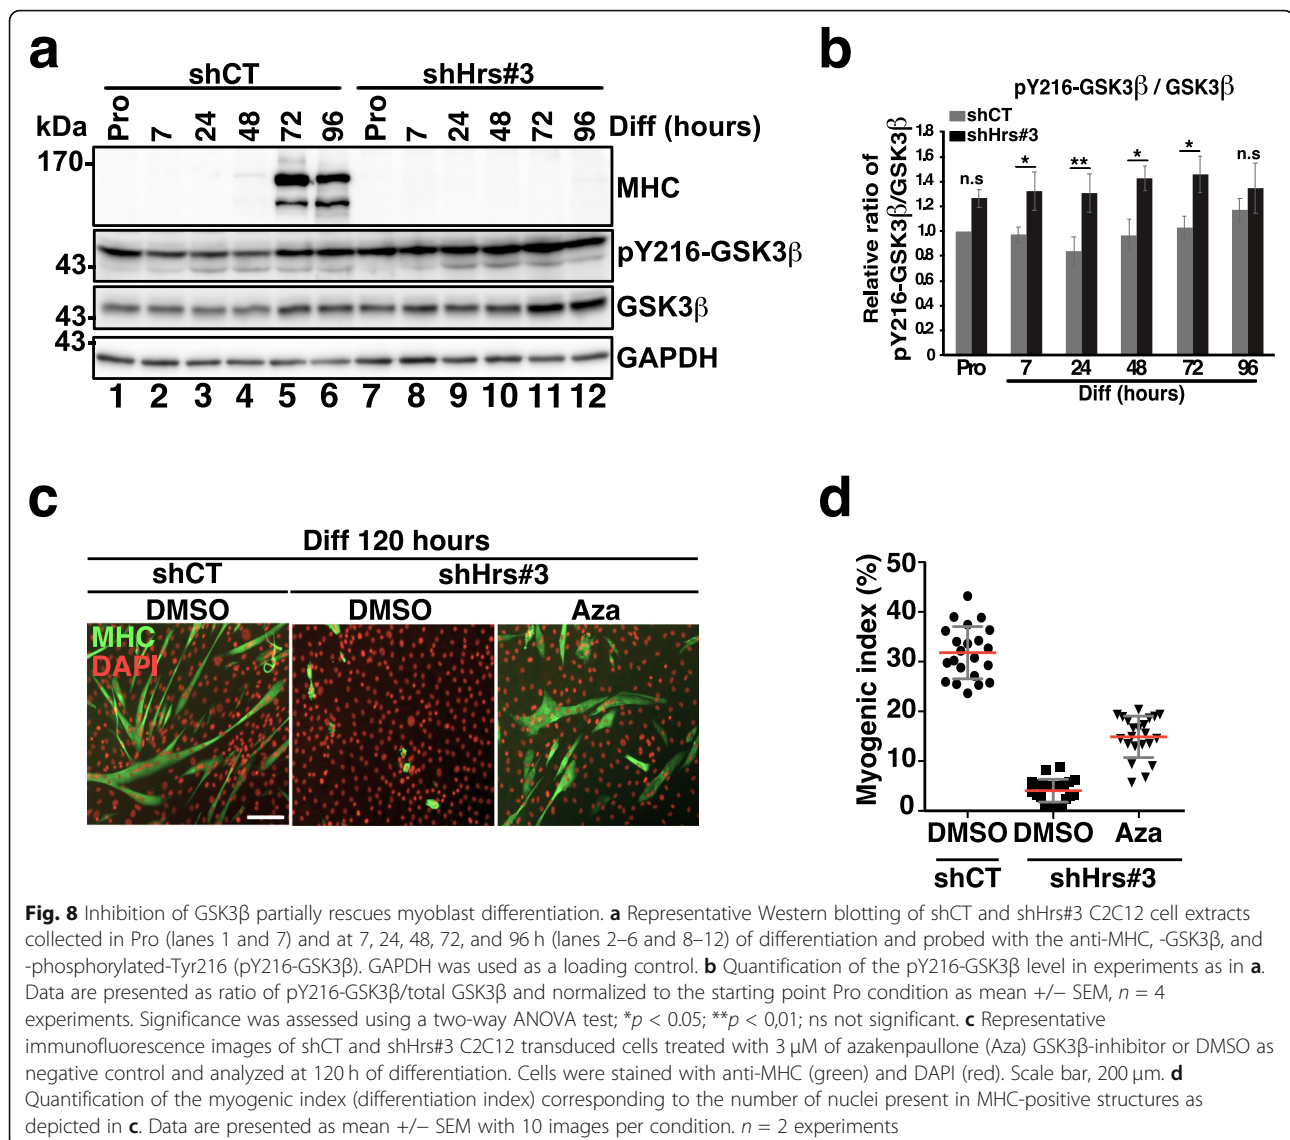 a
shCT shHrs#3
kDa Pro 7 24 48 72 96 Pro 7 24 48 72 96 Diff (hours)
170 MHC
43 pY216-GSK3β
43 GSK3β
43 GAPDH
1 2 3 4 5 6 7 8 9 10 11 12
b
pY216-GSK3β / GSK3β
shCT
shHrs#3
Relative ratio of
pY216-GSK3β/GSK3β
1.8
1.6
1.4
1.2
1.0
0.8
0.6
0.4
0.2
0
n.s * ** * * n.s
Pro 7 24 48 72 96
Diff (hours)
c
Diff 120 hours
shCT shHrs#3
DMSO DMSO Aza
MHC
DAPI
d
Myogenic index (%)
50
40
30
20
10
0
DMSO DMSO Aza
shCT shHrs#3
Fig. 8 Inhibition of GSK3β partially rescues myoblast differentiation. a Representative Western blotting of shCT and shHrs#3 C2C12 cell extracts
collected in Pro (lanes 1 and 7) and at 7, 24, 48, 72, and 96 h (lanes 2–6 and 8–12) of differentiation and probed with the anti-MHC, -GSK3β, and
-phosphorylated-Tyr216 (pY216-GSK3β). GAPDH was used as a loading control. b Quantification of the pY216-GSK3β level in experiments as in a.
Data are presented as ratio of pY216-GSK3β/total GSK3β and normalized to the starting point Pro condition as mean +/− SEM, n = 4
experiments. Significance was assessed using a two-way ANOVA test; *p < 0.05; **p < 0,01; ns not significant. c Representative
immunofluorescence images of shCT and shHrs#3 C2C12 transduced cells treated with 3 μM of azakenpaullone (Aza) GSK3β-inhibitor or DMSO as
negative control and analyzed at 120 h of differentiation. Cells were stained with anti-MHC (green) and DAPI (red). Scale bar, 200 μm. d
Quantification of the myogenic index (differentiation index) corresponding to the number of nuclei present in MHC-positive structures as
depicted in c. Data are presented as mean +/− SEM with 10 images per condition. n = 2 experiments